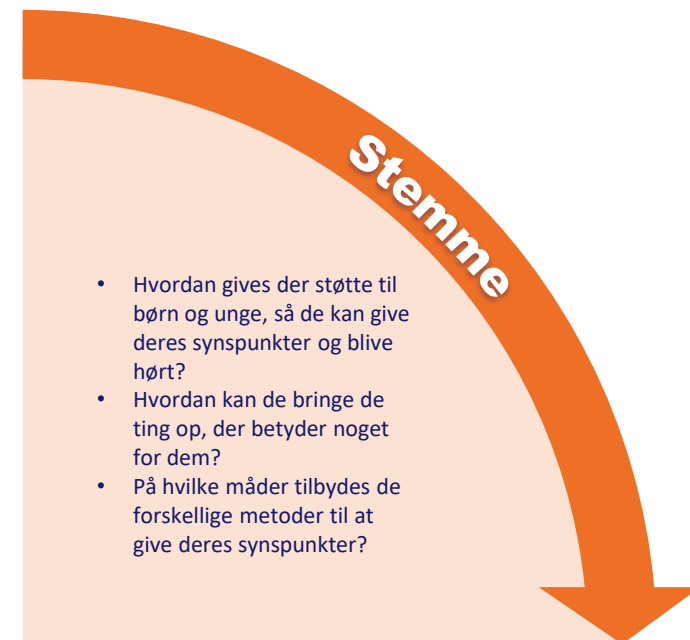 Stemme
• Hvordan gives der støtte til
børn og unge, så de kan give
deres synspunkter og blive
hørt?
• Hvordan kan de bringe de
ting op, der betyder noget
for dem?
• På hvilke måder tilbydes de
forskellige metoder til at
give deres synspunkter?